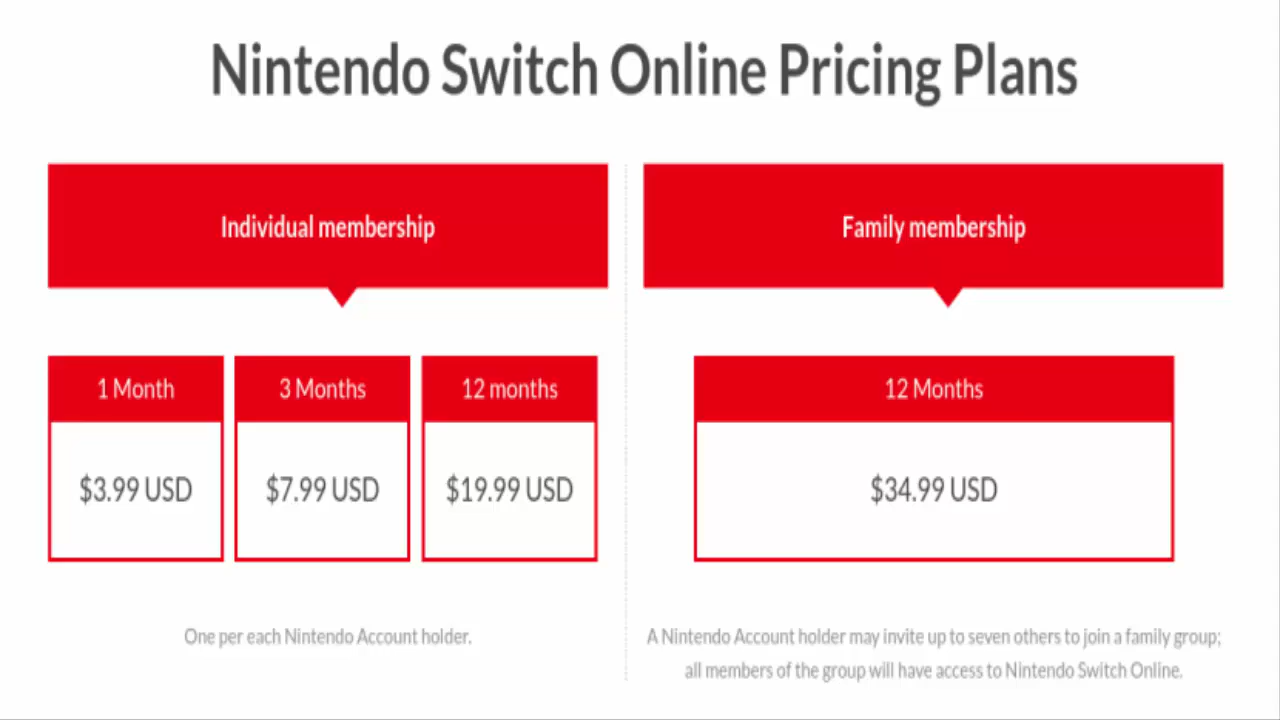 Nintendo Switch Online Pricing Plans
Individual membership
1 Month
3 Months
12 months
$3.99 USD
$7.99 USD
$19.99 USD
One per each Nintendo Account holder.
Family membership
12 Months
$34.99 USD
A Nintendo Account holder may invite up to seven others to join a family group;
all members of the group will have access to Nintendo Switch Online.